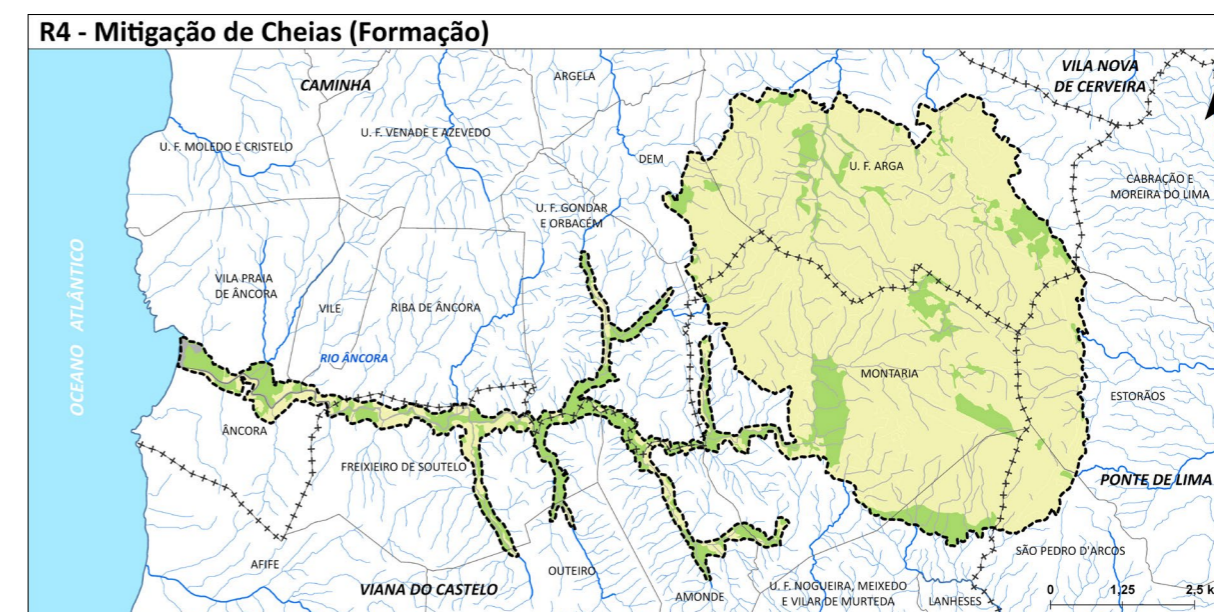 R4 - Mitigação de Cheias (Formação)
VILA NOVA
DE CERVEIRA
CAMINHA
ARGELA
U. F. VENADE E AZEVEDO
U. F. MOLEDO E CRISTELO
DEM
U. F. ARGA
CABRAÇÃO E
MOREIRA DO LIMA
U. F. GONDAR
E ORBACÉM
OCEANO ATLÂNTICO
VILA PRAIA
DE ÂNCORA
VILE
RIBA DE ÂNCORA
RIO ÂNCORA
MONTARIA
ESTORÃOS
ÂNCORA
FREIXIEIRO DE SOUTELO
PONTE DE LIMA
SÃO PEDRO D'ARCOS
AFIFE
OUTEIRO
VIANA DO CASTELO
AMONDE
U. F. NOGUEIRA, MEIXEDO
E VILAR DE MURTEDA
LANHESES
0 1,25 2,5 k